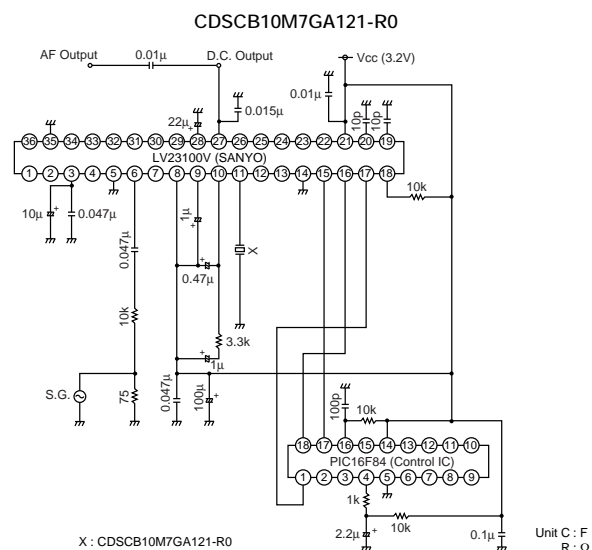 CDSCB10M7GA121-R0
AF Output
0.01μ
D.C. Output
Vcc (3.2V)
0.01μ
10p
10p
22μ
+
0.015μ
36 35 34 33 32 31 30 29 28 27 26 25 24 23 22 21 20 19
LV23100V (SANYO)
1 2 3 4 5 6 7 8 9 10 11 12 13 14 15 16 17 18
10k
10μ
+
0.047μ
0.047μ
1μ
+
X
+
0.47μ
10k
3.3k
+
1μ
S.G.
75
0.047μ
100μ
+
100p
10k
18 17 16 15 14 13 12 11 10
PIC16F84 (Control IC)
1 2 3 4 5 6 7 8 9
1k
10k
2.2μ
+
0.1μ
X : CDSCB10M7GA121-R0
Unit C : F
R : Ω